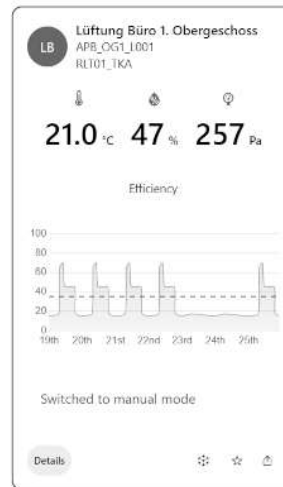 LB
Lüftung Büro 1. Obergeschoss
APB_OG1_L001
RLT01_TKA
21.0 °C 47 % 257 Pa
Efficiency
100
80
60
40
20
0
19th 20th 21st 22nd 23rd 24th 25th
Switched to manual mode
Details